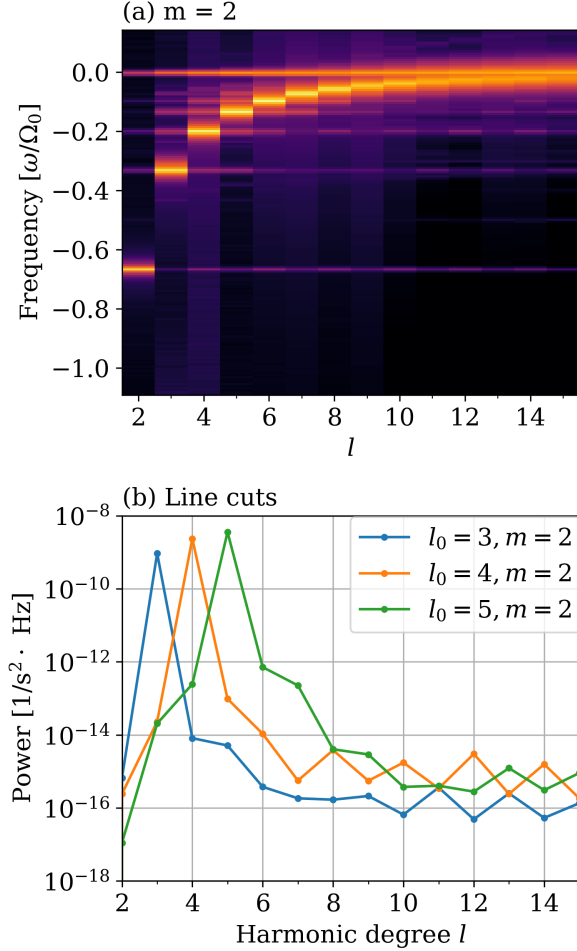 (a) m = 2
0.0
−0.2
−0.4
−0.6
−0.8
−1.0
Frequency [ω/Ω₀]
2 4 6 8 10 12 14
l
(b) Line cuts
10⁻⁸
10⁻¹⁰
10⁻¹²
10⁻¹⁴
10⁻¹⁶
10⁻¹⁸
Power [1/s² · Hz]
l₀ = 3, m = 2
l₀ = 4, m = 2
l₀ = 5, m = 2
2 4 6 8 10 12 14
Harmonic degree l